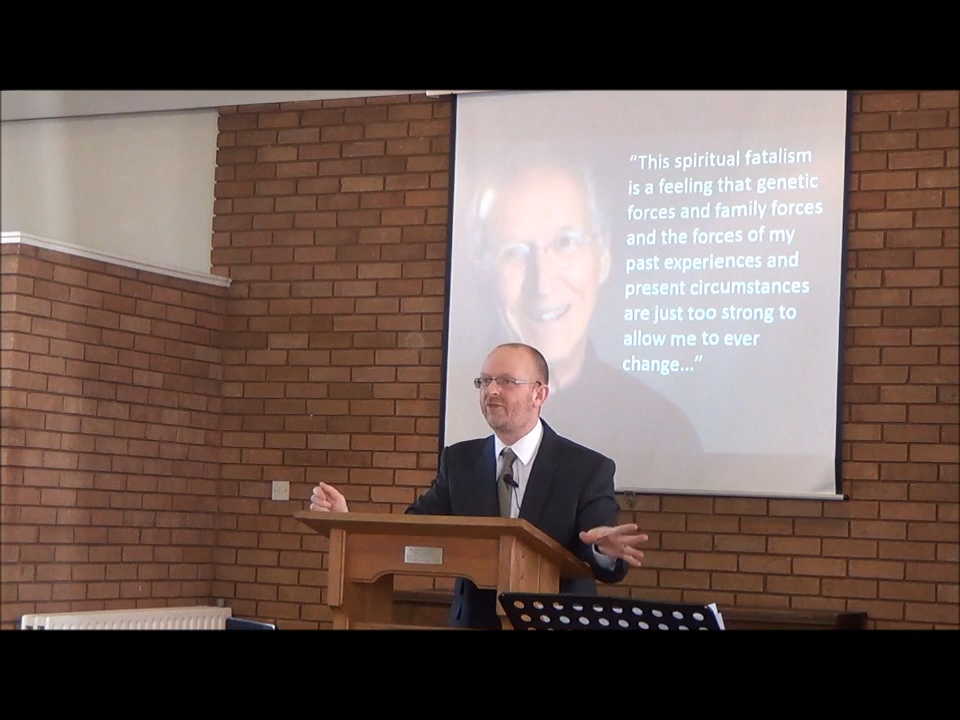 “This spiritual fatalism
is a feeling that genetic
forces and family forces
and the forces of my
past experiences and
present circumstances
are just too strong to
allow me to ever
change...”